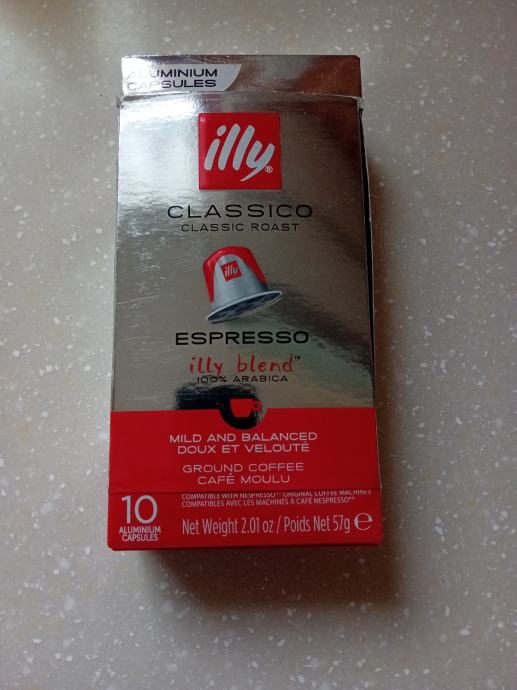 ALUMINIUM
CAPSULES
illy®
CLASSICO
CLASSIC ROAST
illy
ESPRESSO
illy blend™
100% ARABICA
MILD AND BALANCED
DOUX ET VELOUTÉ
GROUND COFFEE
CAFÉ MOULU
COMPATIBLE WITH NESPRESSO** ORIGINAL COFFEE MACHINES
COMPATIBLES AVEC LES MACHINES À CAFÉ NESPRESSO**
10
ALUMINIUM
CAPSULES
Net Weight 2.01 oz / Poids Net 57g ℮